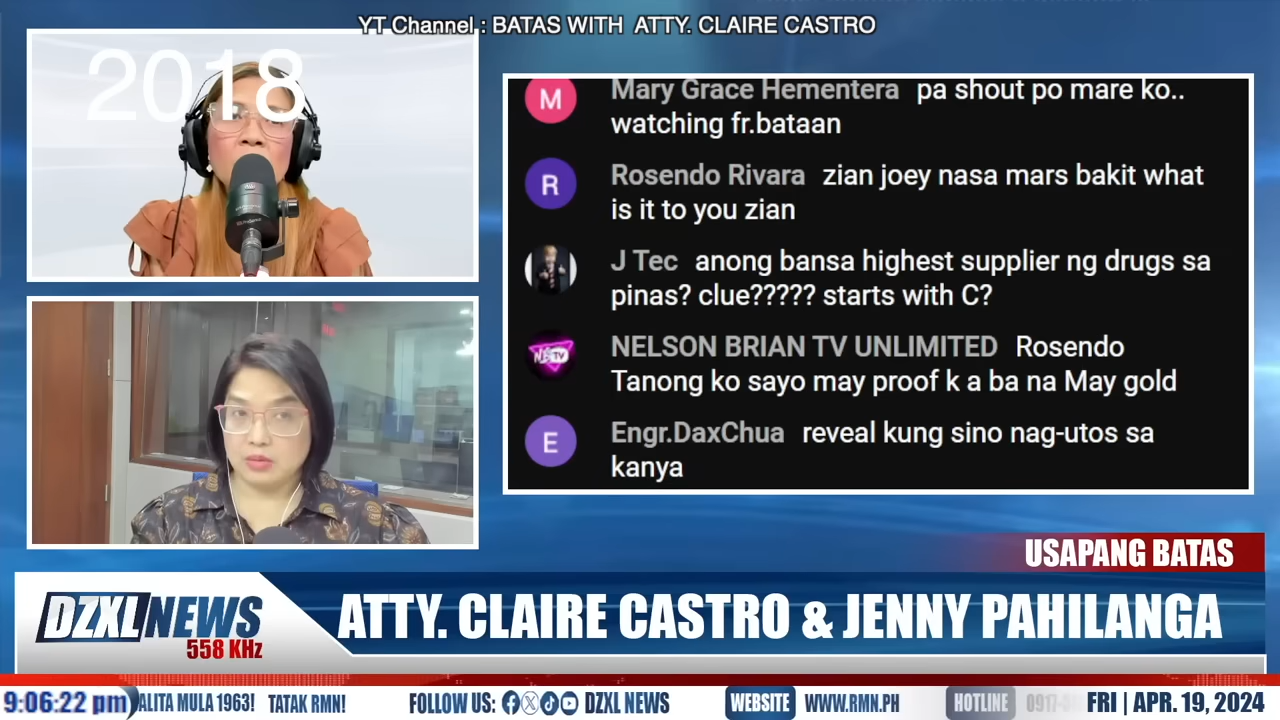 YT Channel : BATAS WITH ATTY. CLAIRE CASTRO
2018
M Mary Grace Hementera pa shout po mare ko..
watching fr.bataan
R Rosendo Rivara zian joey nasa mars bakit what
is it to you zian
J Tec anong bansa highest supplier ng drugs sa
pinas? clue????? starts with C?
NELSON BRIAN TV UNLIMITED Rosendo
Tanong ko sayo may proof k a ba na May gold
E Engr.DaxChua reveal kung sino nag-utos sa
kanya
USAPANG BATAS
DZXL NEWS
558 KHz
ATTY. CLAIRE CASTRO & JENNY PAHILANGA
9:06:22 pm ALITA MULA 1963! TATAK RMN! FOLLOW US: DZXL NEWS WEBSITE WWW.RMN.PH HOTLINE 0917 FRI | APR. 19, 2024